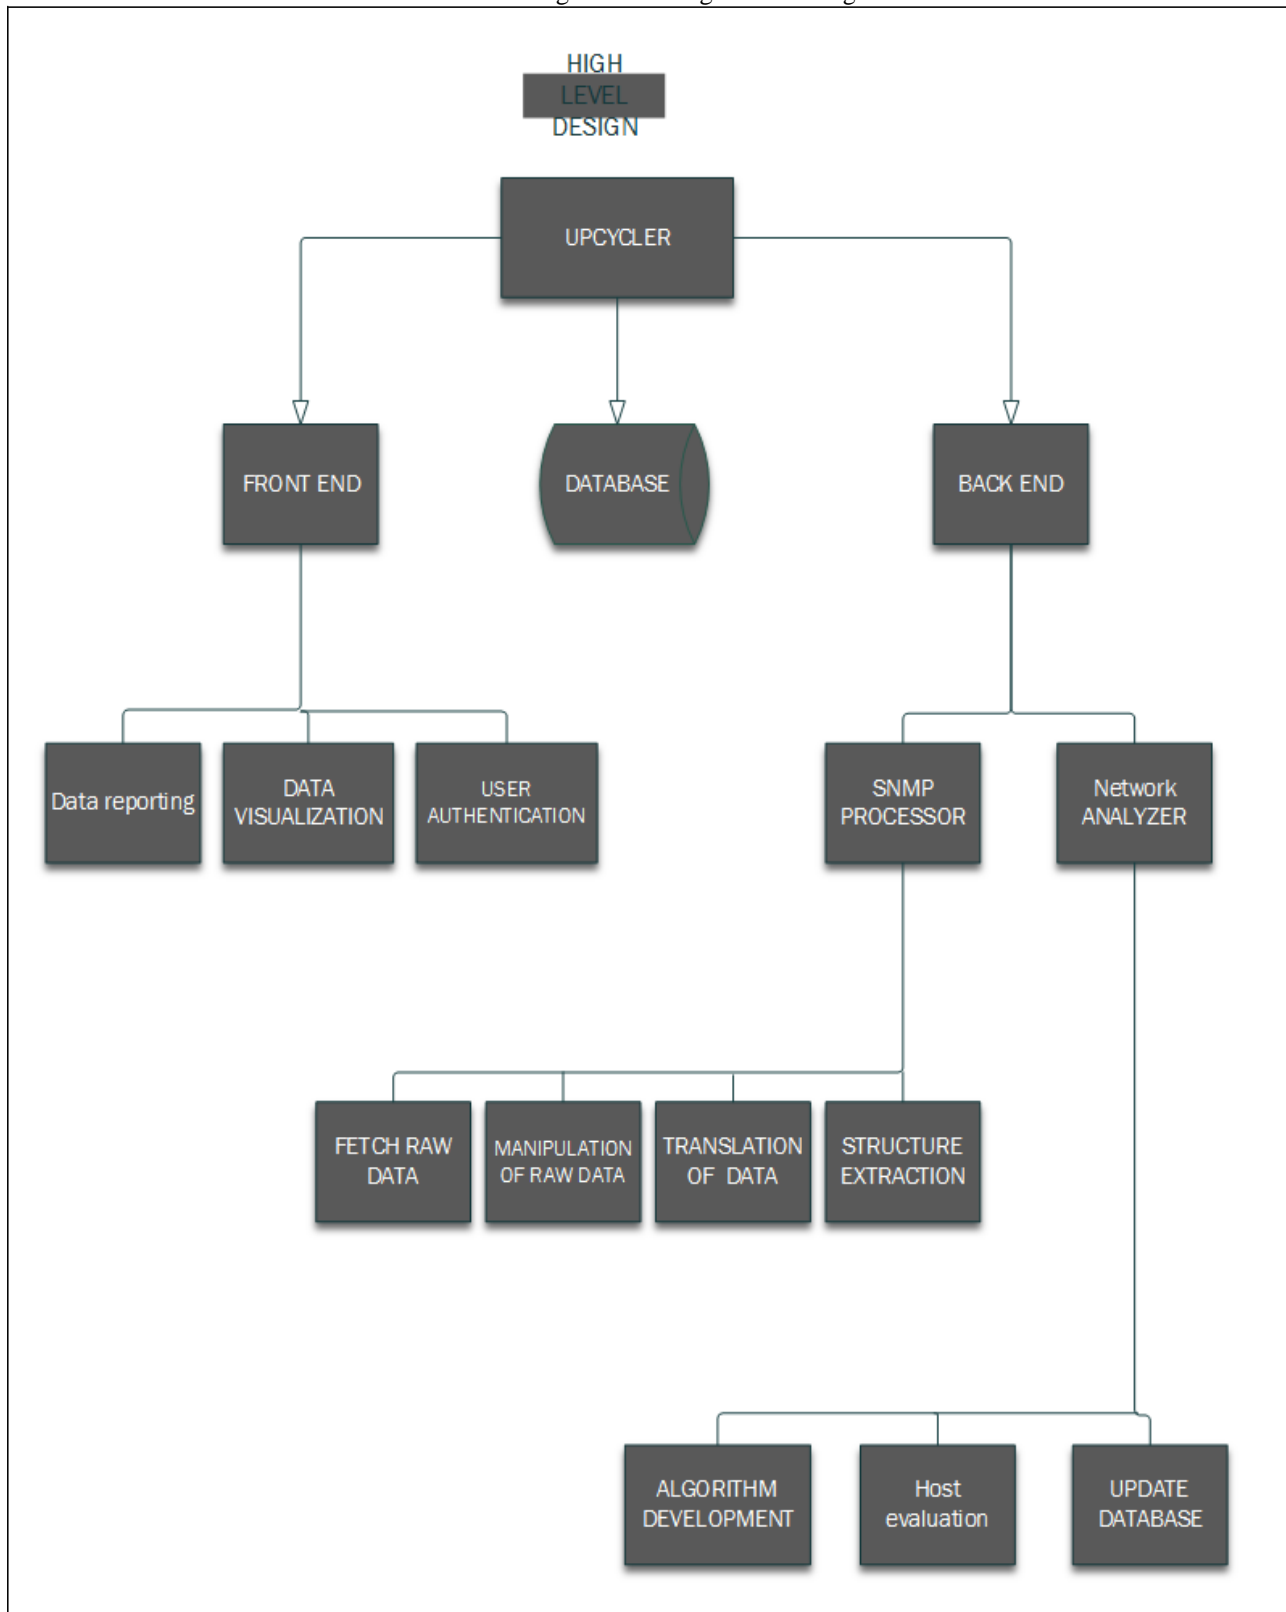 HIGH
LEVEL
DESIGN
UPCYCLER
FRONT END
DATABASE
BACK END
Data reporting
DATA
VISUALIZATION
USER
AUTHENTICATION
SNMP
PROCESSOR
Network
ANALYZER
FETCH RAW
DATA
MANIPULATION
OF RAW DATA
TRANSLATION
OF DATA
STRUCTURE
EXTRACTION
ALGORITHM
DEVELOPMENT
Host
evaluation
UPDATE
DATABASE